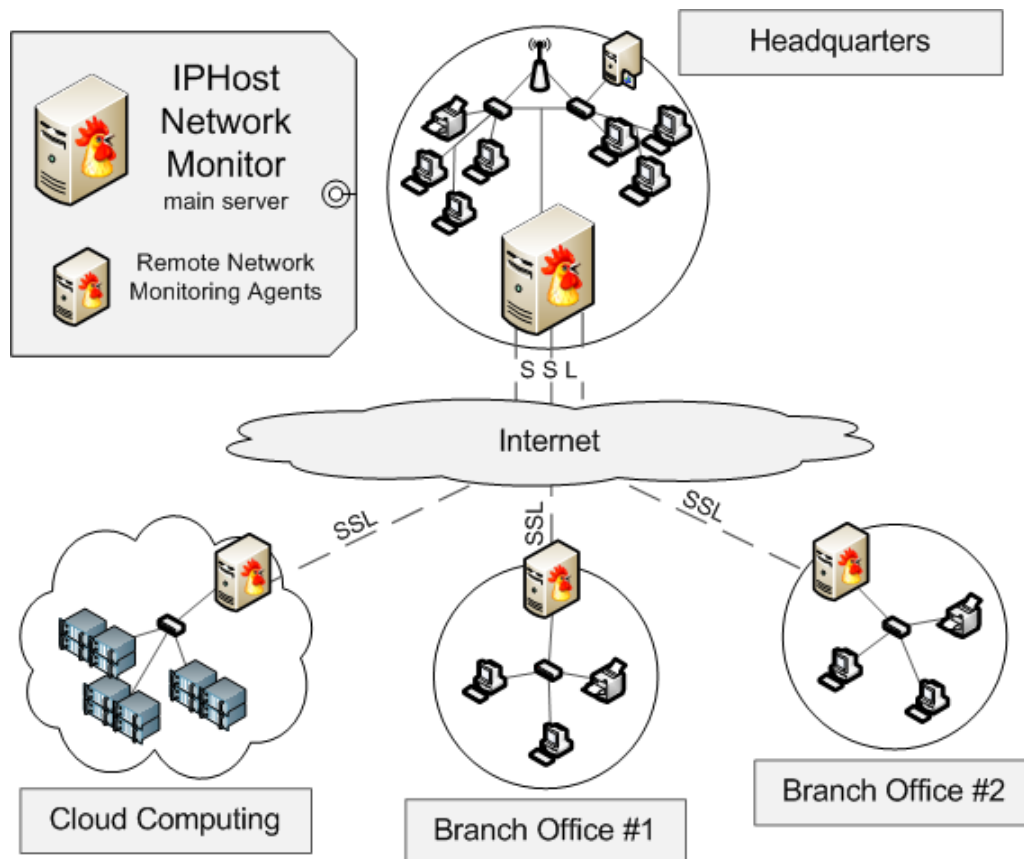 IPHost
Network
Monitor
main server
Remote Network
Monitoring Agents
Headquarters
S S L
Internet
SSL
SSL
SSL
Cloud Computing
Branch Office #1
Branch Office #2